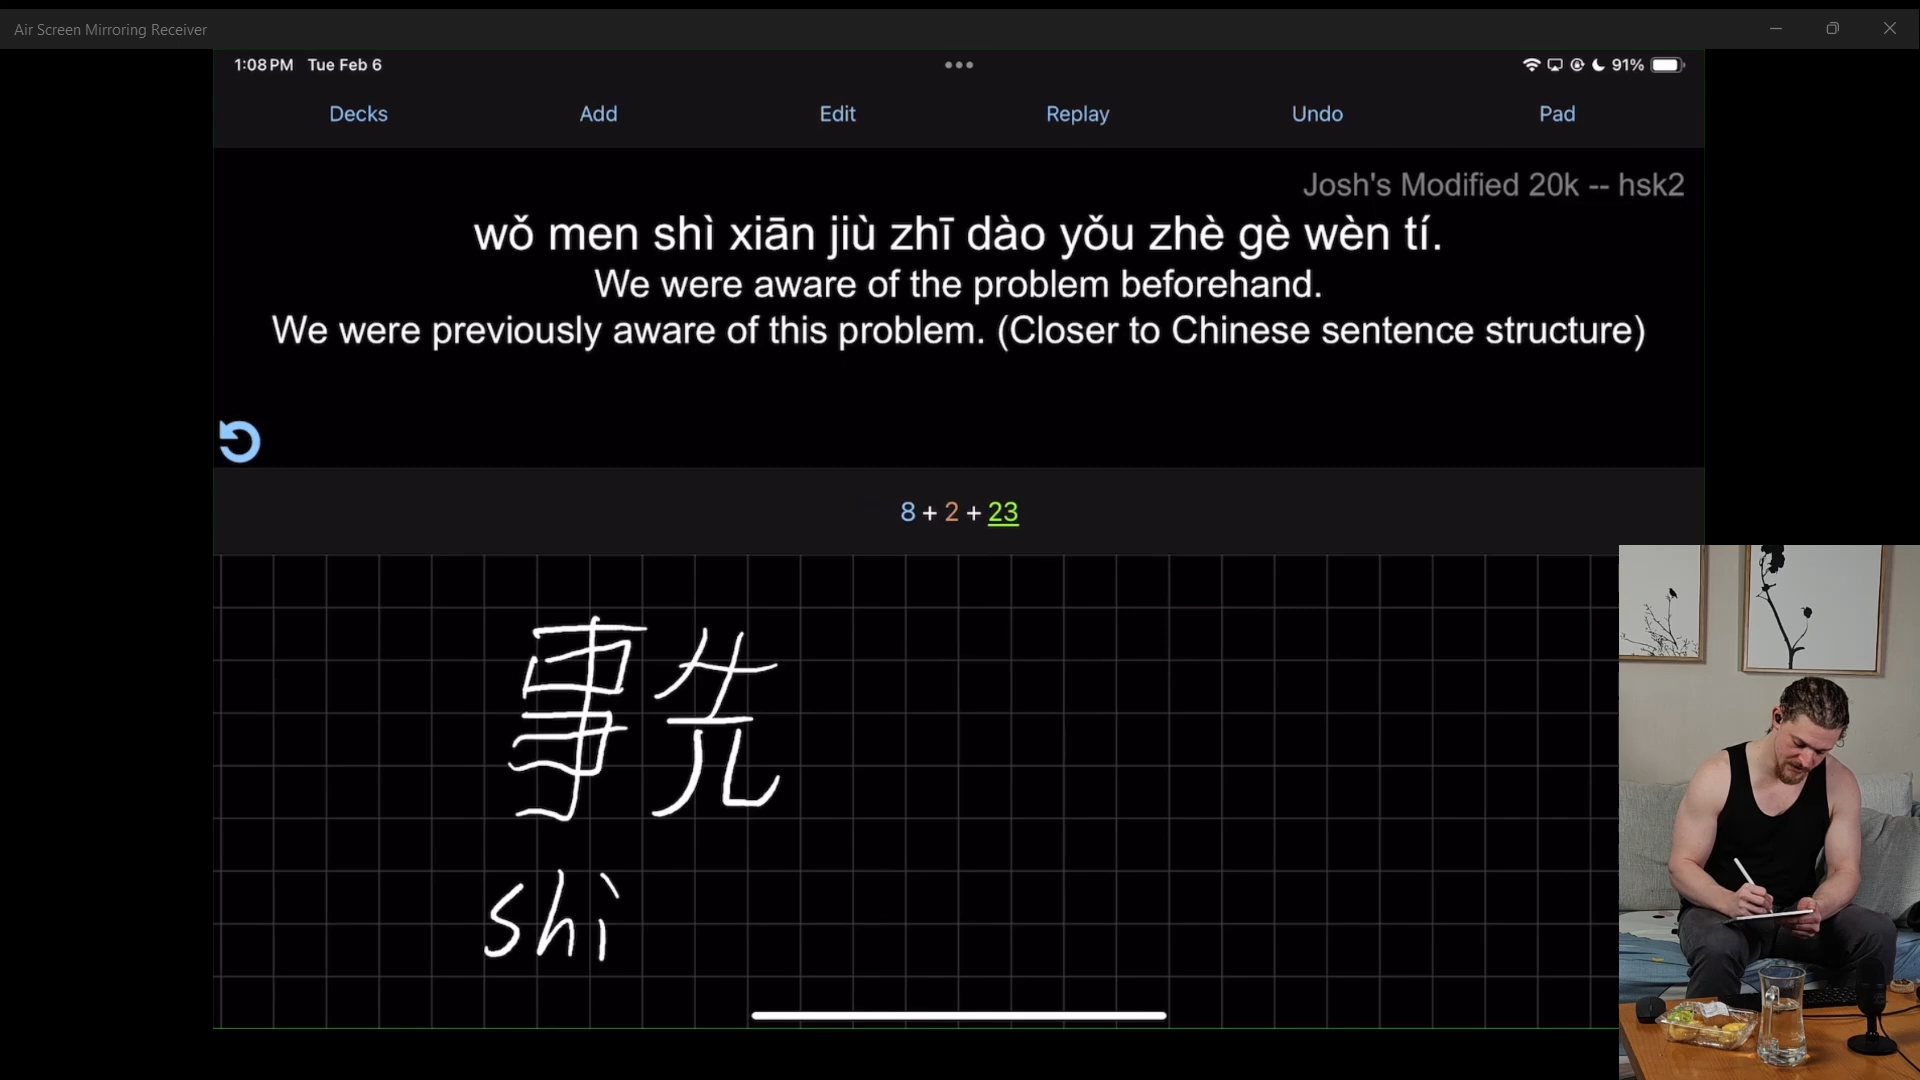 Air Screen Mirroring Receiver
1:08 PM Tue Feb 6
91%
Decks Add Edit Replay Undo Pad
Josh's Modified 20k -- hsk2
wǒ men shì xiān jiù zhī dào yǒu zhè gè wèn tí.
We were aware of the problem beforehand.
We were previously aware of this problem. (Closer to Chinese sentence structure)
8 + 2 + 23
事先
shì